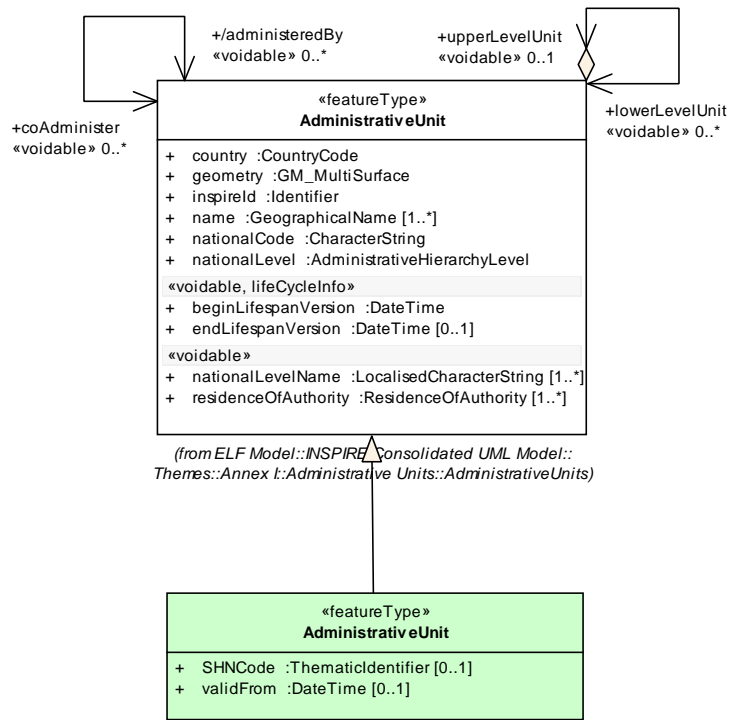 +/administeredBy
«voidable» 0..*
+upperLevelUnit
«voidable» 0..1
+coAdminister
«voidable» 0..*
+lowerLevelUnit
«voidable» 0..*
«featureType»
AdministrativeUnit
+ country :CountryCode
+ geometry :GM_MultiSurface
+ inspireId :Identifier
+ name :GeographicalName [1..*]
+ nationalCode :CharacterString
+ nationalLevel :AdministrativeHierarchyLevel
«voidable, lifeCycleInfo»
+ beginLifespanVersion :DateTime
+ endLifespanVersion :DateTime [0..1]
«voidable»
+ nationalLevelName :LocalisedCharacterString [1..*]
+ residenceOfAuthority :ResidenceOfAuthority [1..*]
(from ELF Model::INSPIRE Consolidated UML Model::
Themes::Annex I::Administrative Units::AdministrativeUnits)
«featureType»
AdministrativeUnit
+ SHNCode :ThematicIdentifier [0..1]
+ validFrom :DateTime [0..1]